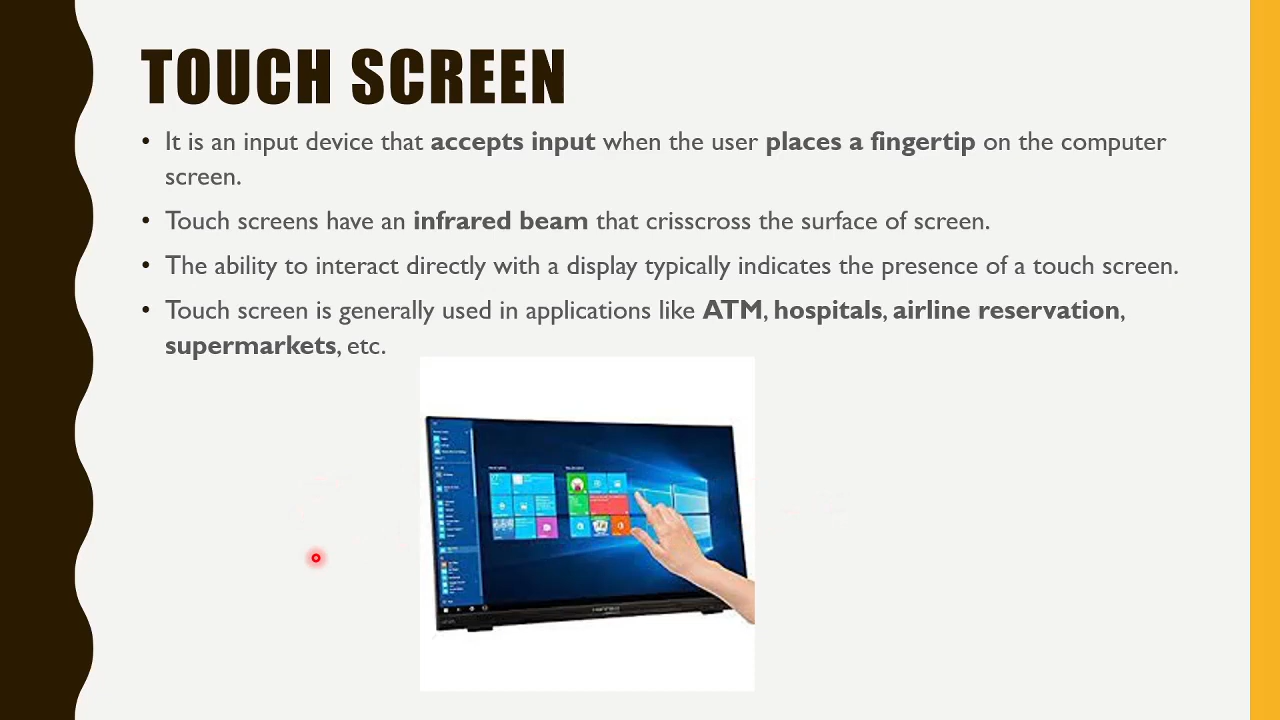 TOUCH SCREEN
• It is an input device that accepts input when the user places a fingertip on the computer
screen.
• Touch screens have an infrared beam that crisscross the surface of screen.
• The ability to interact directly with a display typically indicates the presence of a touch screen.
• Touch screen is generally used in applications like ATM, hospitals, airline reservation,
supermarkets, etc.